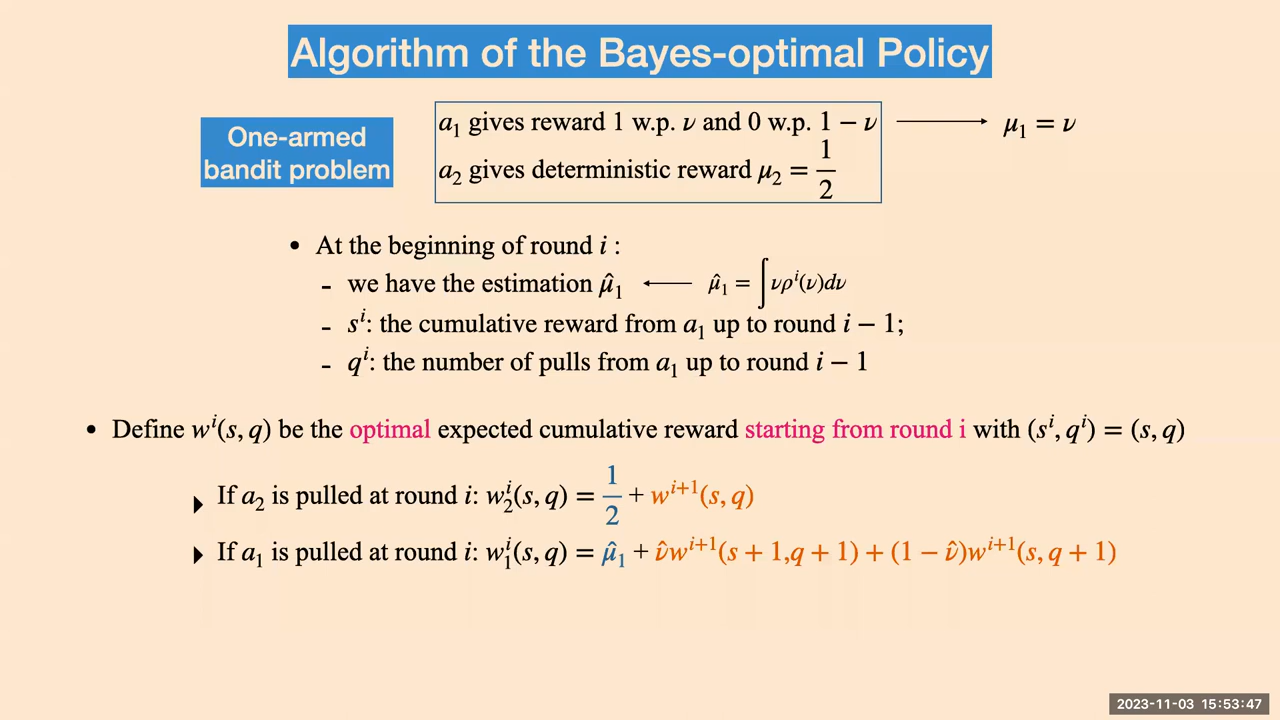 Algorithm of the Bayes-optimal Policy
One-armed
bandit problem
a₁ gives reward 1 w.p. ν and 0 w.p. 1 − ν ⟶ μ₁ = ν
a₂ gives deterministic reward μ₂ = 1/2
• At the beginning of round i :
- we have the estimation μ̂₁ ⟵ μ̂₁ = ∫ νρⁱ(ν)dν
- sⁱ: the cumulative reward from a₁ up to round i − 1;
- qⁱ: the number of pulls from a₁ up to round i − 1
• Define wⁱ(s, q) be the optimal expected cumulative reward starting from round i with (sⁱ, qⁱ) = (s, q)
‣ If a₂ is pulled at round i: w₂ⁱ(s, q) = 1/2 + wⁱ⁺¹(s, q)
‣ If a₁ is pulled at round i: w₁ⁱ(s, q) = μ̂₁ + ν̂wⁱ⁺¹(s + 1,q + 1) + (1 − ν̂)wⁱ⁺¹(s, q + 1)
2023-11-03 15:53:47